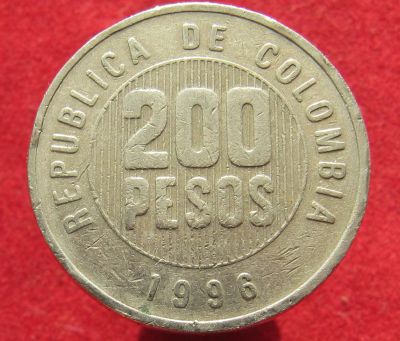 REPUBLICA DE COLOMBIA
200
PESOS
1996